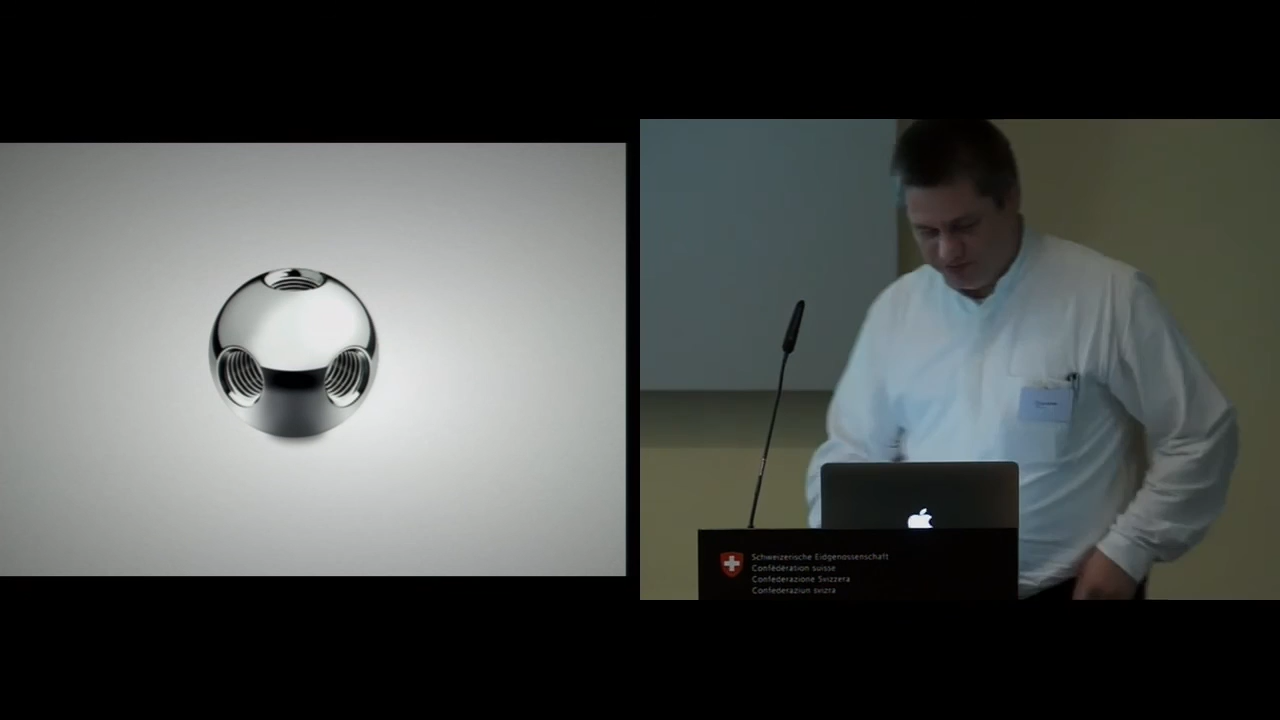 Schweizerische Eidgenossenschaft
Confédération suisse
Confederazione Svizzera
Confederaziun svizra